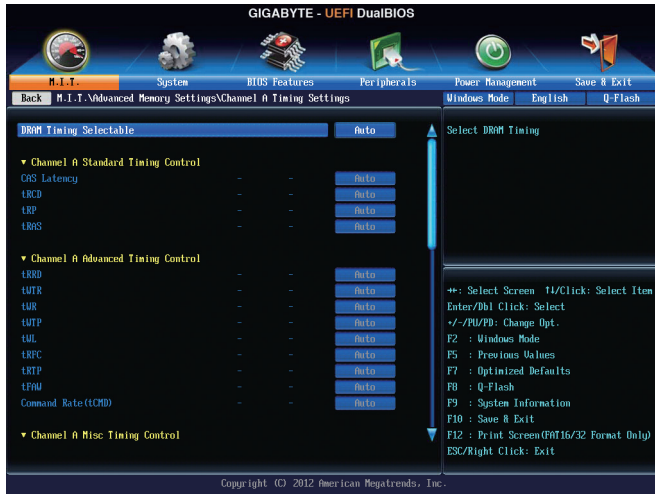 GIGABYTE - UEFI DualBIOS
M.I.T. System BIOS Features Peripherals Power Management Save & Exit
Back M.I.T.\Advanced Memory Settings\Channel A Timing Settings Windows Mode English Q-Flash
DRAM Timing Selectable Auto
▼ Channel A Standard Timing Control
CAS Latency - - Auto
tRCD - - Auto
tRP - - Auto
tRAS - - Auto
▼ Channel A Advanced Timing Control
tRRD - - Auto
tWTR - - Auto
tWR - - Auto
tWTP - - Auto
tWL - - Auto
tRFC - - Auto
tRTP - - Auto
tFAW - - Auto
Command Rate(tCMD) - - Auto
▼ Channel A Misc Timing Control
Select DRAM Timing
→←: Select Screen ↑↓/Click: Select Item
Enter/Dbl Click: Select
+/-/PU/PD: Change Opt.
F2 : Windows Mode
F5 : Previous Values
F7 : Optimized Defaults
F8 : Q-Flash
F9 : System Information
F10 : Save & Exit
F12 : Print Screen(FAT16/32 Format Only)
ESC/Right Click: Exit
Copyright (C) 2012 American Megatrends, Inc.